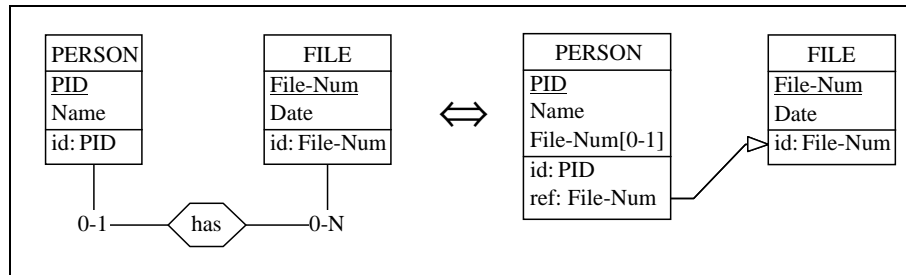 PERSON
PID
Name
id: PID
FILE
File-Num
Date
id: File-Num
0-1
has
0-N
⇔
PERSON
PID
Name
File-Num[0-1]
id: PID
ref: File-Num
FILE
File-Num
Date
id: File-Num